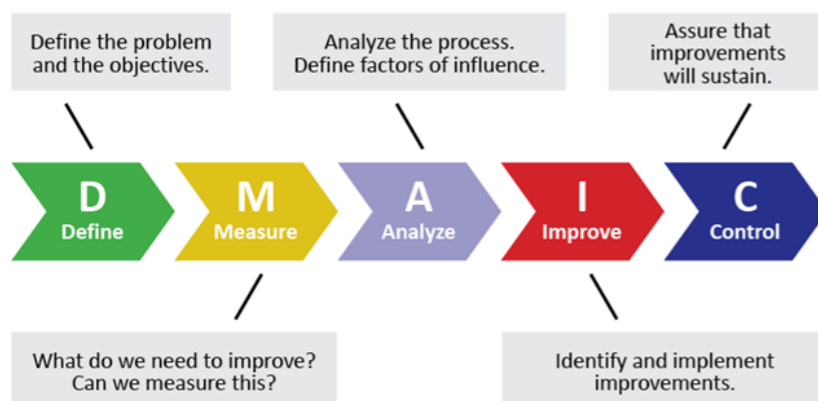 Define the problem
and the objectives.
Analyze the process.
Define factors of influence.
Assure that
improvements
will sustain.
D
Define
M
Measure
A
Analyze
I
Improve
C
Control
What do we need to improve?
Can we measure this?
Identify and implement
improvements.